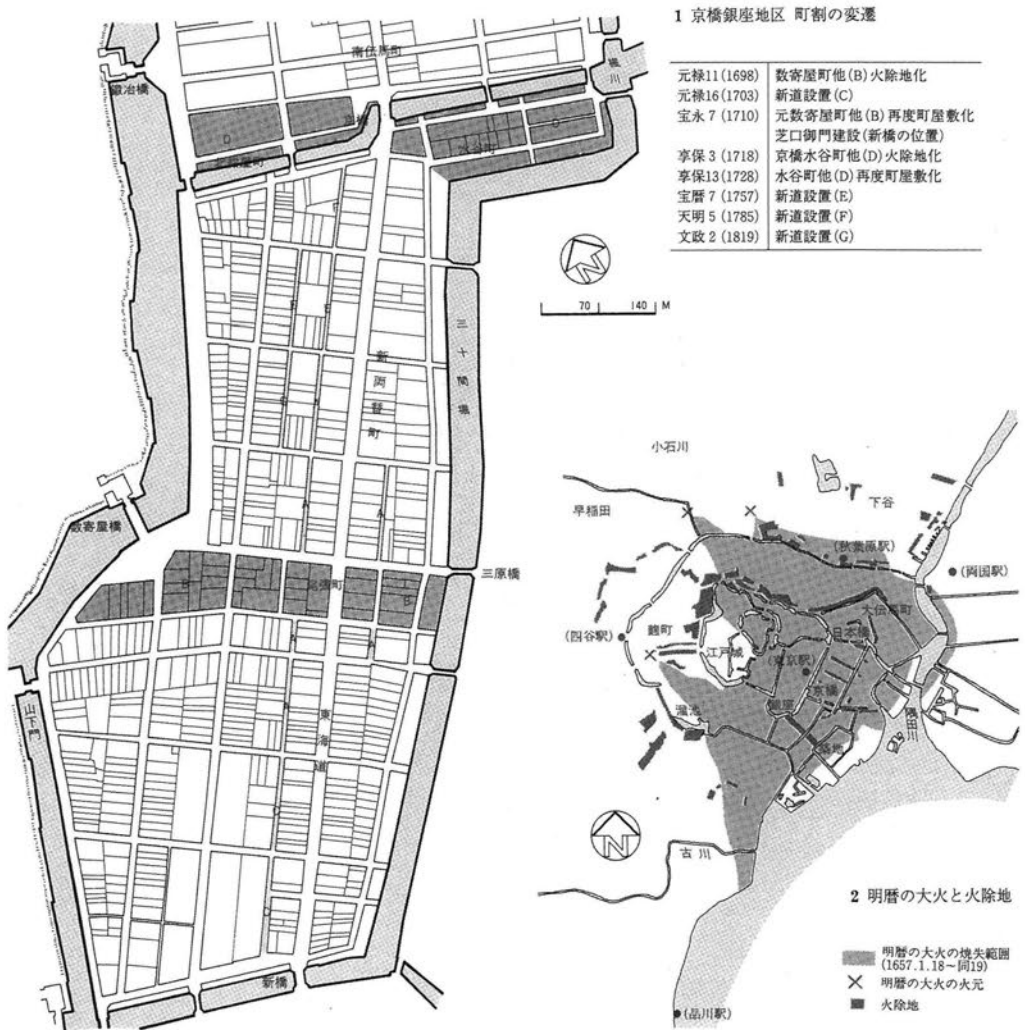 1 京橋銀座地区 町割の変遷
元禄11(1698) 数寄屋町他(B)火除地化
元禄16(1703) 新道設置(C)
宝永 7 (1710) 元数寄屋町他(B)再度町屋敷化
芝口御門建設(新橋の位置)
享保 3 (1718) 京橋水谷町他(D)火除地化
享保13(1728) 水谷町他(D)再度町屋敷化
宝暦 7 (1757) 新道設置(E)
天明 5 (1785) 新道設置(F)
文政 2 (1819) 新道設置(G)
N
70 140 M
南伝馬町
鍛冶橋
堀川
D
G
水谷町
E
新両替町
三十間堀
A
A
数寄屋橋
三原橋
B
尾張町
B
A
A
A
東海道
山下門
C
新橋
小石川
早稲田
下谷
(秋葉原駅)
(両国駅)
大伝馬町
(四谷駅)
麹町
江戸城
日本橋
(東京駅)
京橋
銀座
溜池
築地
隅田川
N
古川
2 明暦の大火と火除地
明暦の大火の焼失範囲
(1657.1.18〜同19)
明暦の大火の火元
火除地
(品川駅)